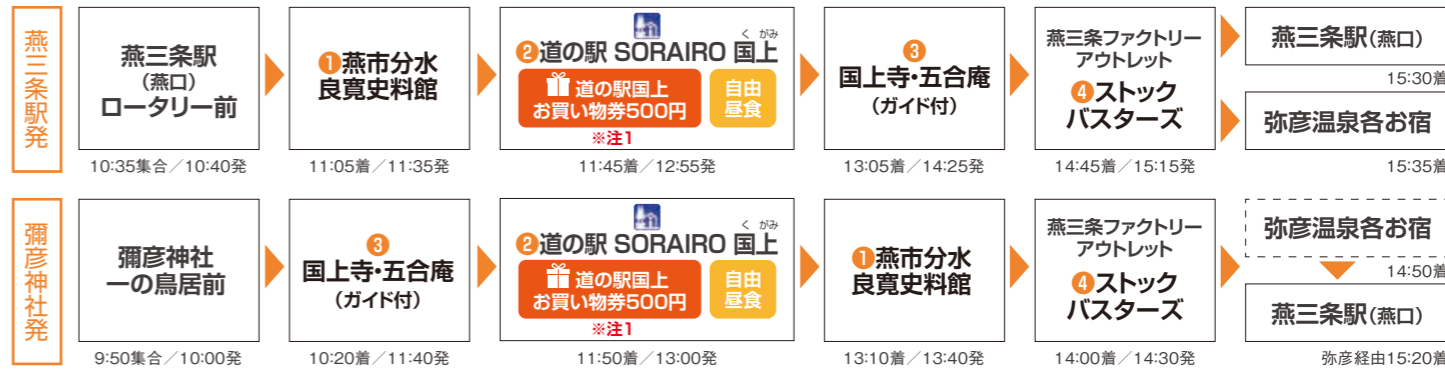 燕三条駅発
燕三条駅
(燕口)
ロータリー前
10:35集合／10:40発
❶燕市分水
良寛史料館
11:05着／11:35発
くがみ
❷道の駅 SORAIRO 国上
道の駅国上
お買い物券500円
自由
昼食
※注1
11:45着／12:55発
❸
国上寺・五合庵
(ガイド付)
13:05着／14:25発
燕三条ファクトリー
アウトレット
❹ストック
バスターズ
14:45着／15:15発
燕三条駅(燕口)
15:30着
弥彦温泉各お宿
15:35着
彌彦神社発
彌彦神社
一の鳥居前
9:50集合／10:00発
❸
国上寺・五合庵
(ガイド付)
10:20着／11:40発
くがみ
❷道の駅 SORAIRO 国上
道の駅国上
お買い物券500円
自由
昼食
※注1
11:50着／13:00発
❶燕市分水
良寛史料館
13:10着／13:40発
燕三条ファクトリー
アウトレット
❹ストック
バスターズ
14:00着／14:30発
弥彦温泉各お宿
14:50着
燕三条駅(燕口)
弥彦経由15:20着